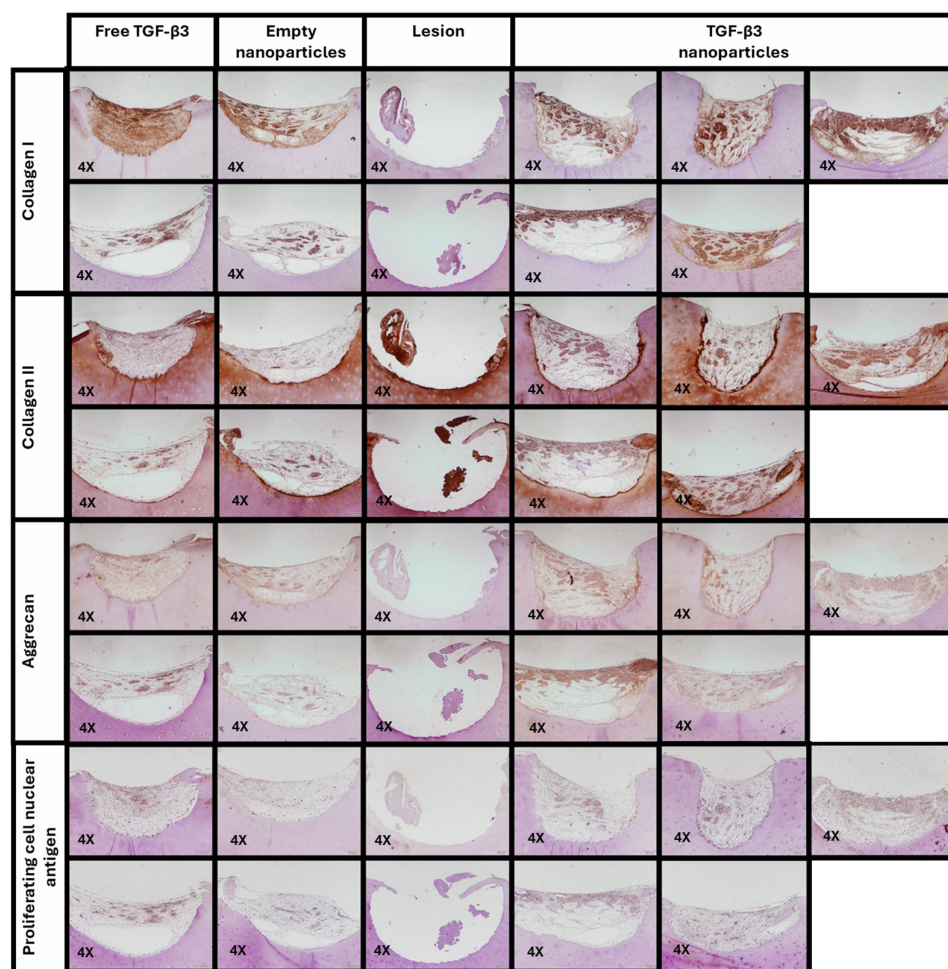 Free TGF-β3
Empty
nanoparticles
Lesion
TGF-β3
nanoparticles
Collagen I
4X
4X
4X
4X
4X
4X
4X
4X
4X
4X
4X
Collagen II
4X
4X
4X
4X
4X
4X
4X
4X
4X
4X
4X
Aggrecan
4X
4X
4X
4X
4X
4X
4X
4X
4X
4X
4X
Proliferating cell nuclear
antigen
4X
4X
4X
4X
4X
4X
4X
4X
4X
4X
4X